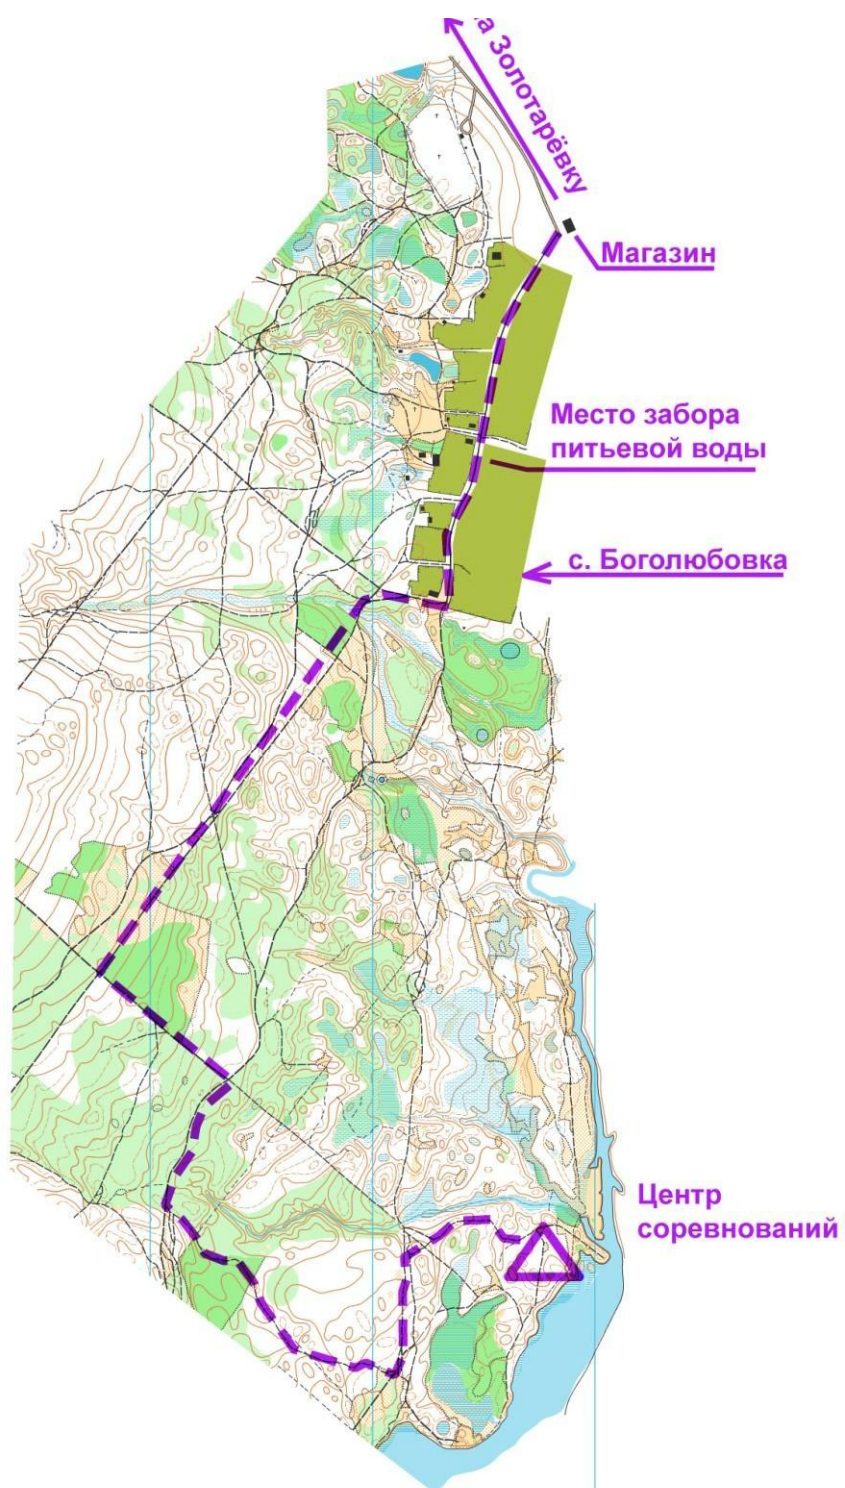 на Золотарёвку
Магазин
Место забора
питьевой воды
с. Боголюбовка
Центр
соревнований